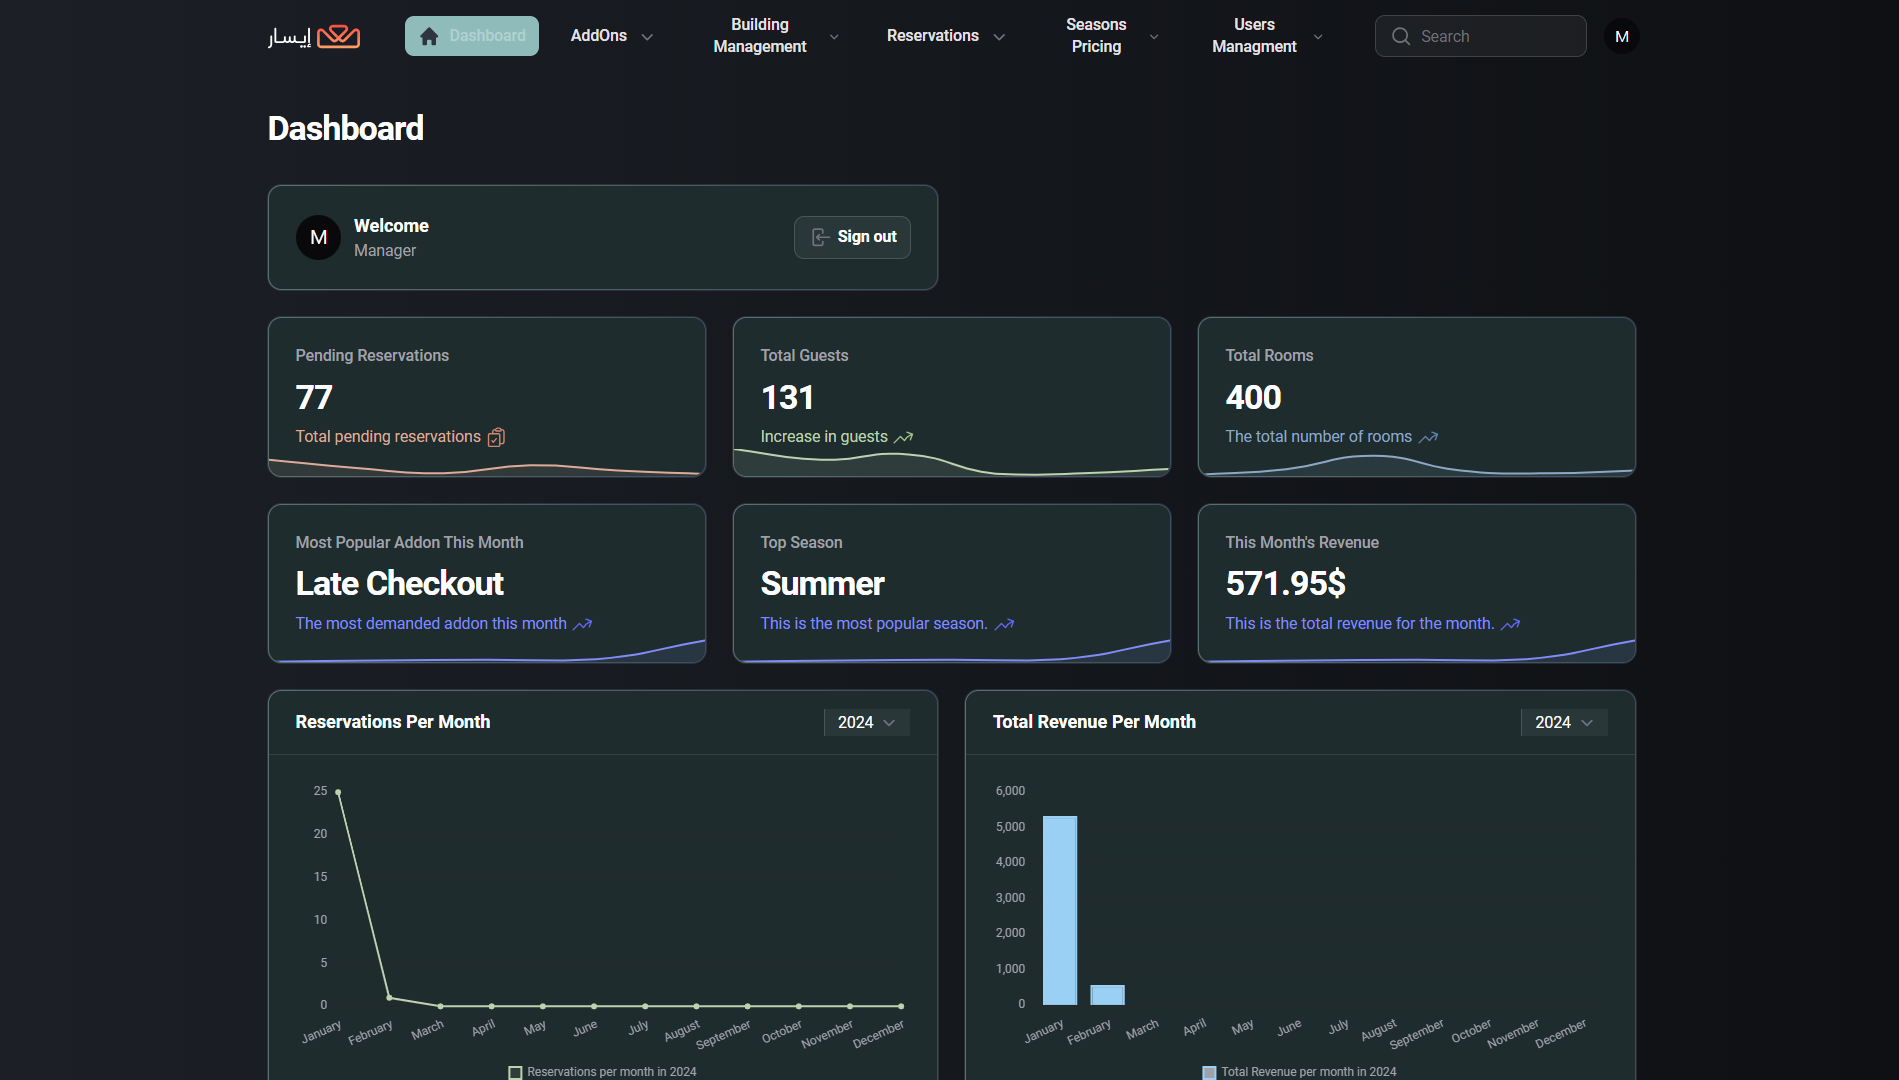 إيسار
Dashboard
AddOns
Building
Management
Reservations
Seasons
Pricing
Users
Managment
Search
M
Dashboard
M
Welcome
Manager
Sign out
Pending Reservations
77
Total pending reservations
Total Guests
131
Increase in guests
Total Rooms
400
The total number of rooms
Most Popular Addon This Month
Late Checkout
The most demanded addon this month
Top Season
Summer
This is the most popular season.
This Month's Revenue
571.95$
This is the total revenue for the month.
Reservations Per Month
2024
25
20
15
10
5
0
January
February
March
April
May
June
July
August
September
October
November
December
Reservations per month in 2024
Total Revenue Per Month
2024
6,000
5,000
4,000
3,000
2,000
1,000
0
January
February
March
April
May
June
July
August
September
October
November
December
Total Revenue per month in 2024